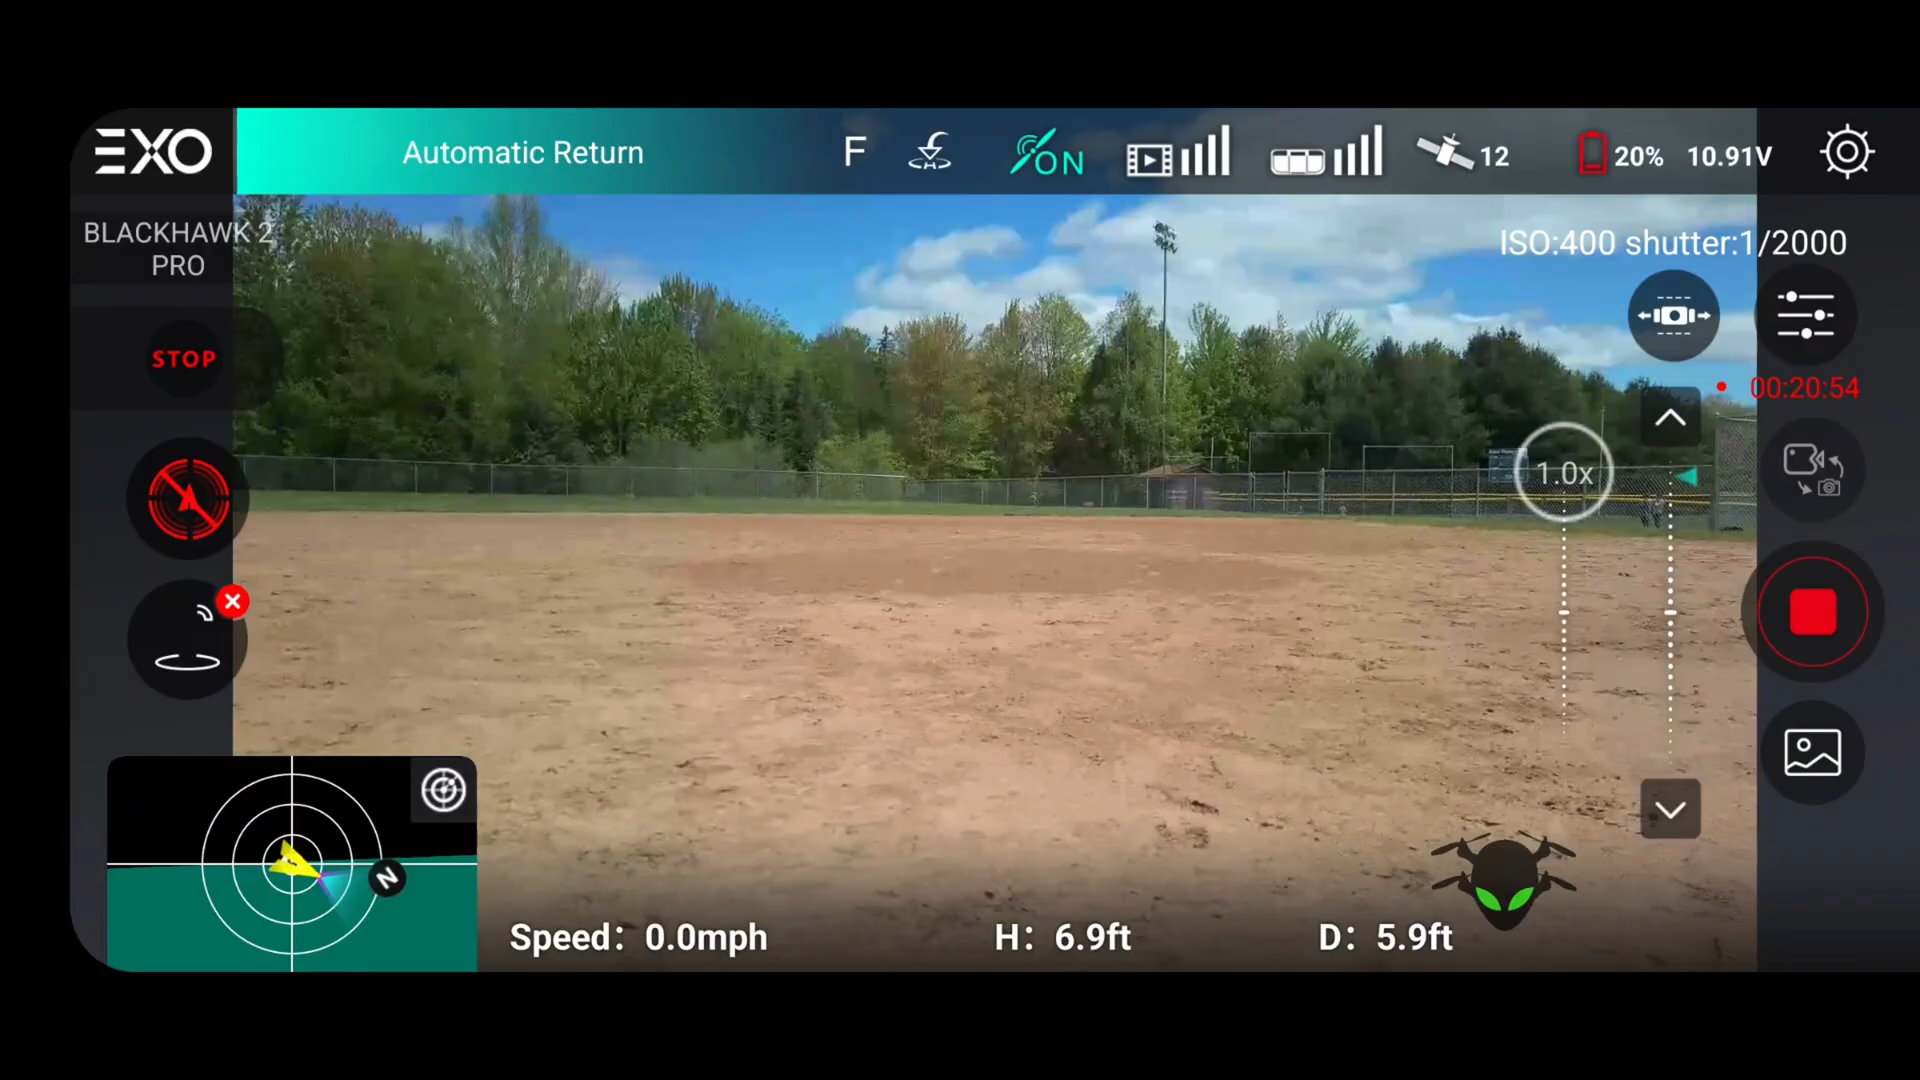 EXO
Automatic Return
F
ON
12
20%
10.91V
BLACKHAWK 2
PRO
ISO:400 shutter:1/2000
STOP
00:20:54
1.0x
N
Speed: 0.0mph
H: 6.9ft
D: 5.9ft